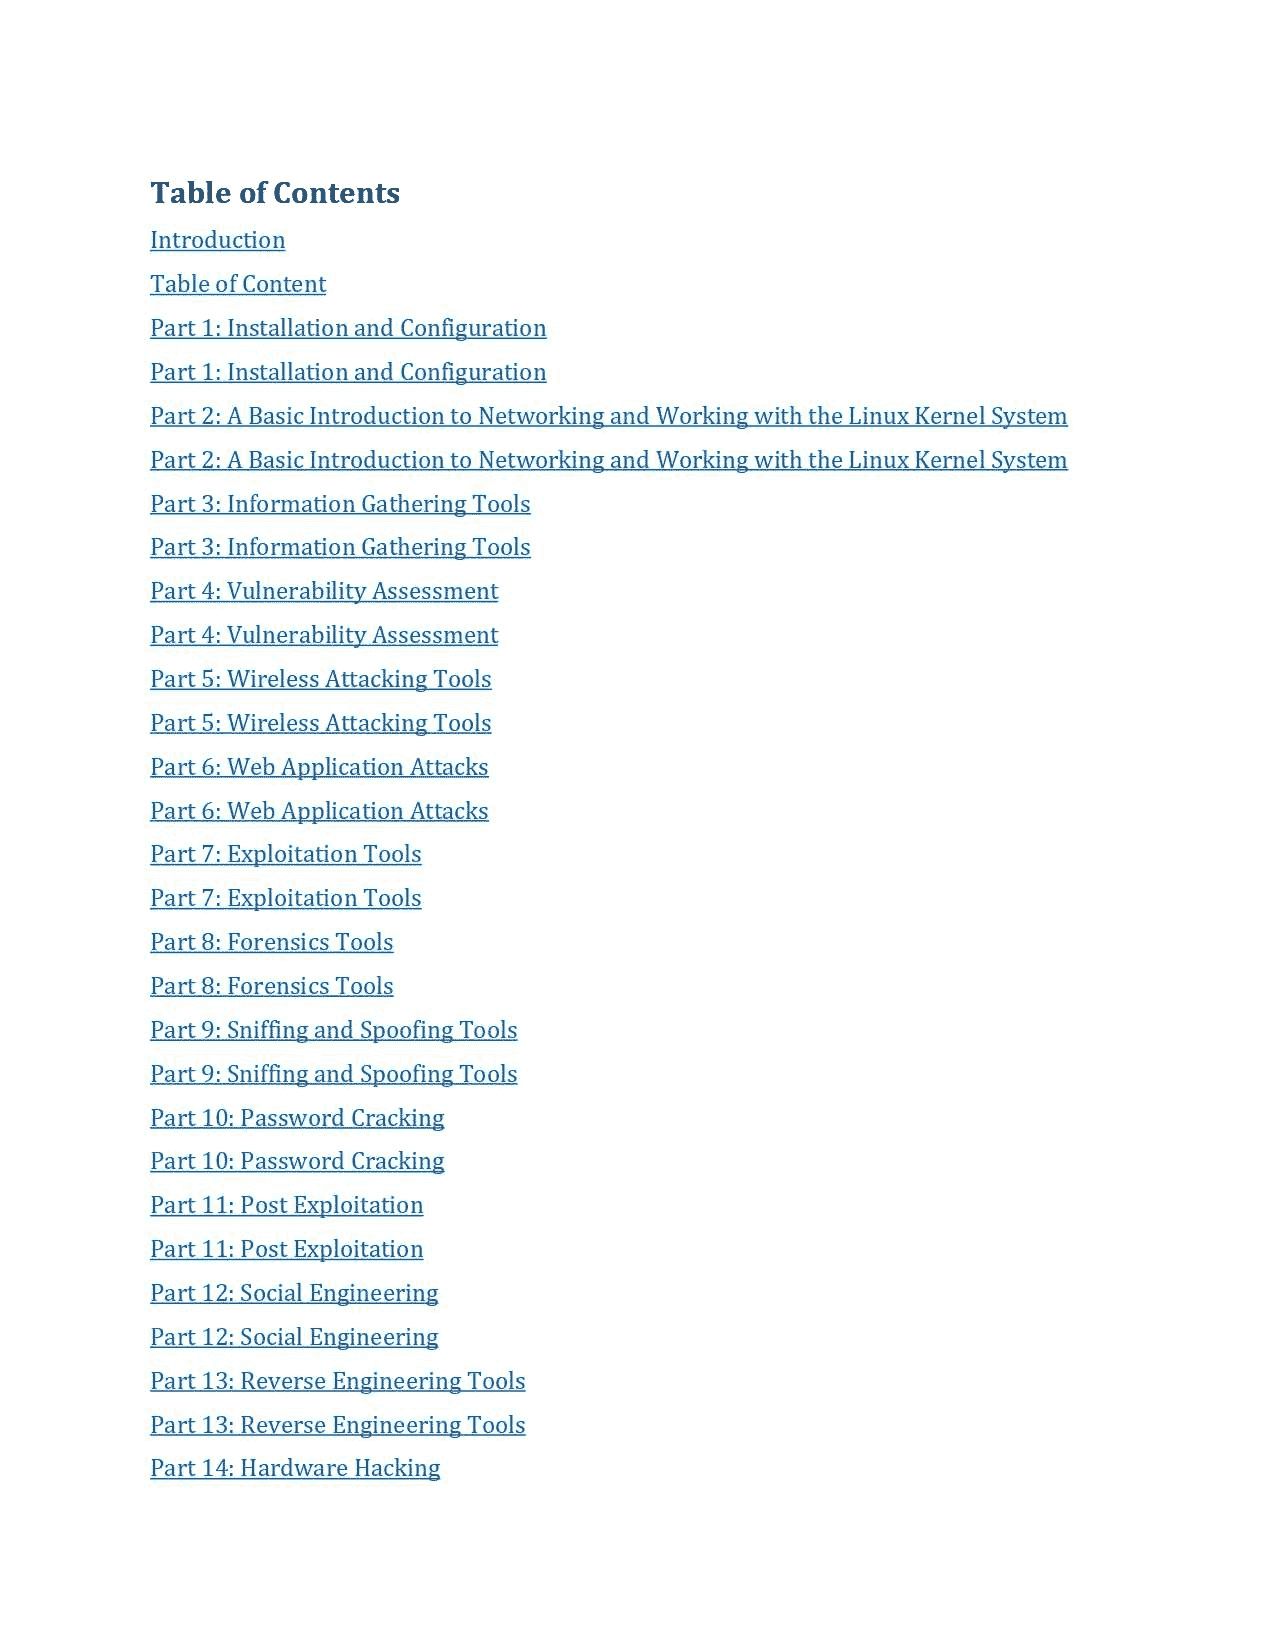 Table of Contents
Introduction
Table of Content
Part 1: Installation and Configuration
Part 1: Installation and Configuration
Part 2: A Basic Introduction to Networking and Working with the Linux Kernel System
Part 2: A Basic Introduction to Networking and Working with the Linux Kernel System
Part 3: Information Gathering Tools
Part 3: Information Gathering Tools
Part 4: Vulnerability Assessment
Part 4: Vulnerability Assessment
Part 5: Wireless Attacking Tools
Part 5: Wireless Attacking Tools
Part 6: Web Application Attacks
Part 6: Web Application Attacks
Part 7: Exploitation Tools
Part 7: Exploitation Tools
Part 8: Forensics Tools
Part 8: Forensics Tools
Part 9: Sniffing and Spoofing Tools
Part 9: Sniffing and Spoofing Tools
Part 10: Password Cracking
Part 10: Password Cracking
Part 11: Post Exploitation
Part 11: Post Exploitation
Part 12: Social Engineering
Part 12: Social Engineering
Part 13: Reverse Engineering Tools
Part 13: Reverse Engineering Tools
Part 14: Hardware Hacking